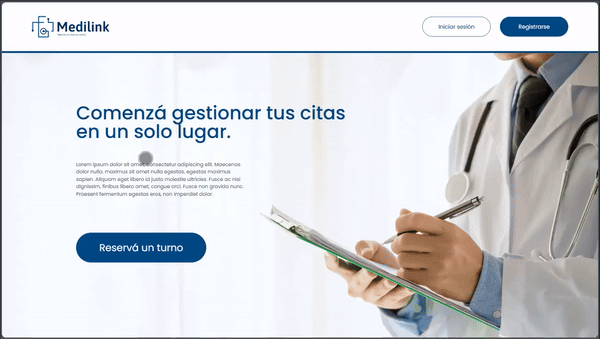 Medilink
Iniciar sesión
Registrarse
Comenzá gestionar tus citas
en un solo lugar.
Lorem ipsum dolor sit amet, consectetur adipiscing elit. Maecenas
dolor nulla, maximus sit amet nulla egestas, egestas maximus
sapien. Aliquam eget libero id justo molestie ultricies. Fusce ac nisi
dignissim, finibus libero amet, congue orci. Fusce non gravida nunc.
Praesent fermentum egestas eros, non imperdiet dolor.
Reservá un turno